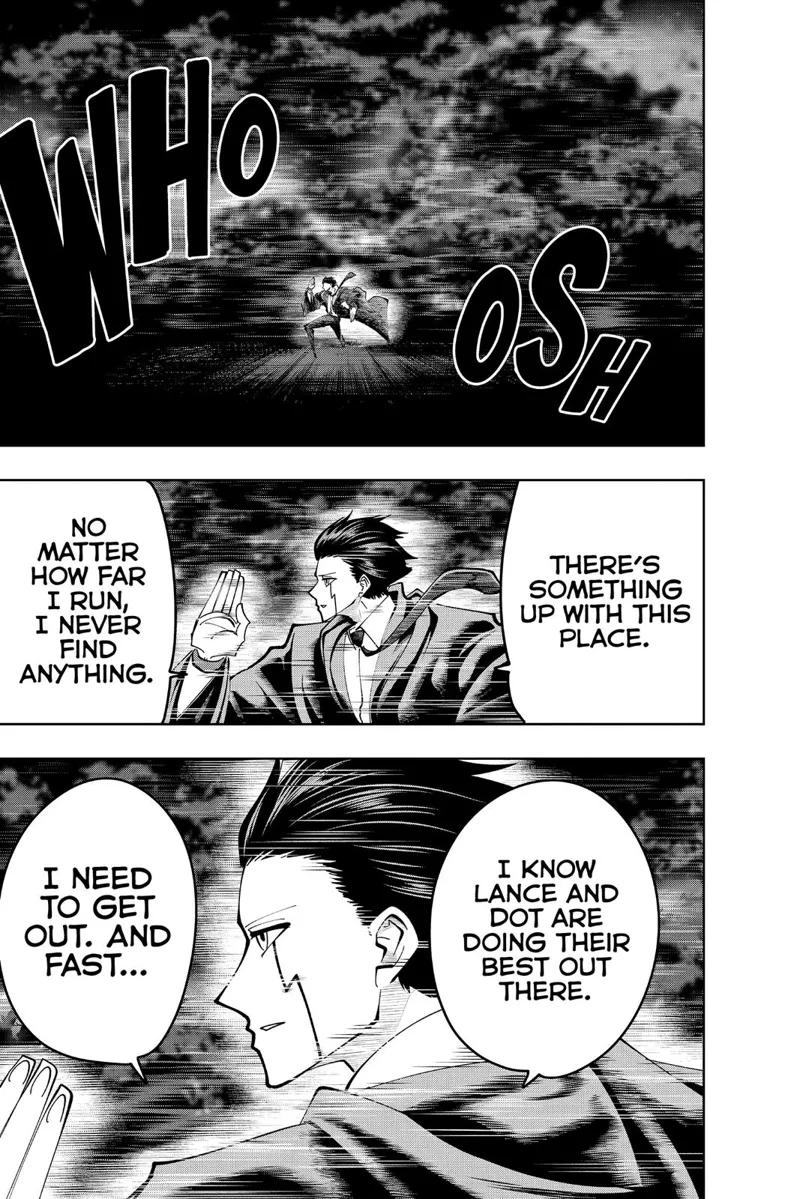 WHO
OSH
THERE'S
SOMETHING
UP WITH THIS
PLACE.
NO
MATTER
HOW FAR
I RUN,
I NEVER
FIND
ANYTHING.
I KNOW
LANCE AND
DOT ARE
DOING THEIR
BEST OUT
THERE.
I NEED
TO GET
OUT. AND
FAST...